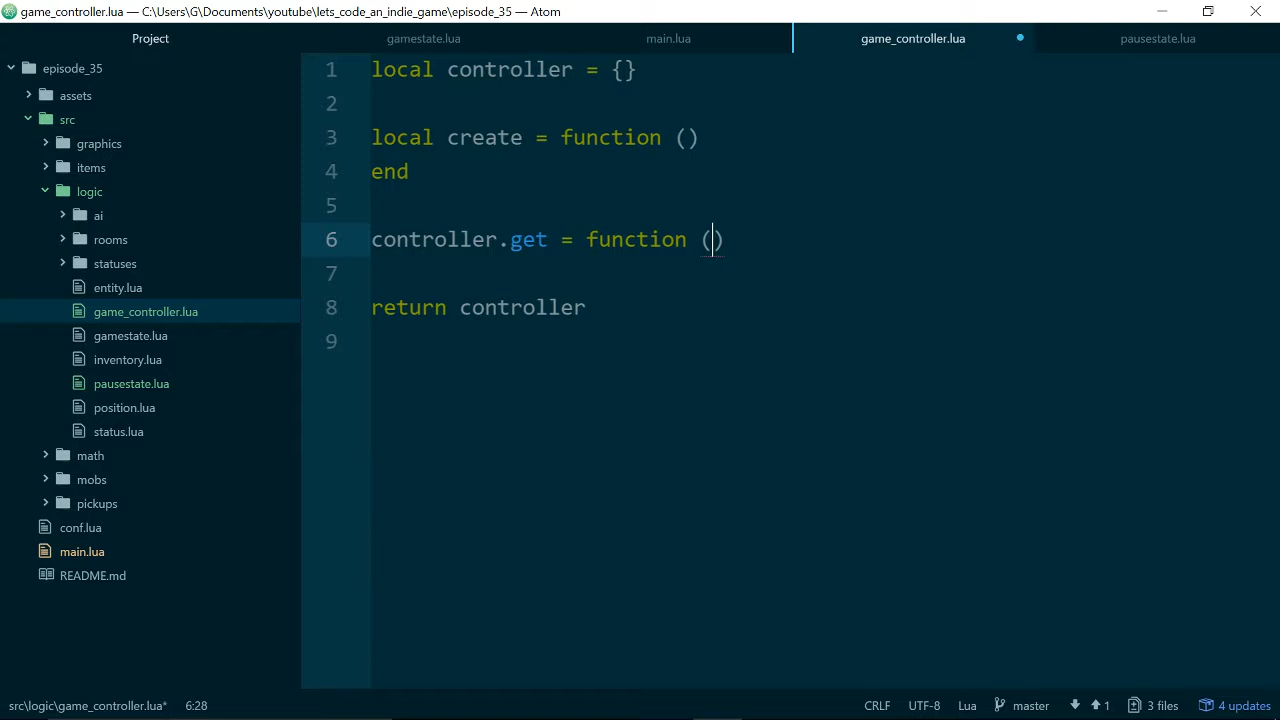 game_controller.lua — C:\Users\G\Documents\youtube\lets_code_an_indie_game\episode_35 — Atom
Project
gamestate.lua
main.lua
game_controller.lua
pausestate.lua
episode_35
assets
src
graphics
items
logic
ai
rooms
statuses
entity.lua
game_controller.lua
gamestate.lua
inventory.lua
pausestate.lua
position.lua
status.lua
math
mobs
pickups
conf.lua
main.lua
README.md
1 local controller = {}
2
3 local create = function ()
4 end
5
6 controller.get = function ()
7
8 return controller
9
src\logic\game_controller.lua* 6:28
CRLF UTF-8 Lua master 1 3 files 4 updates